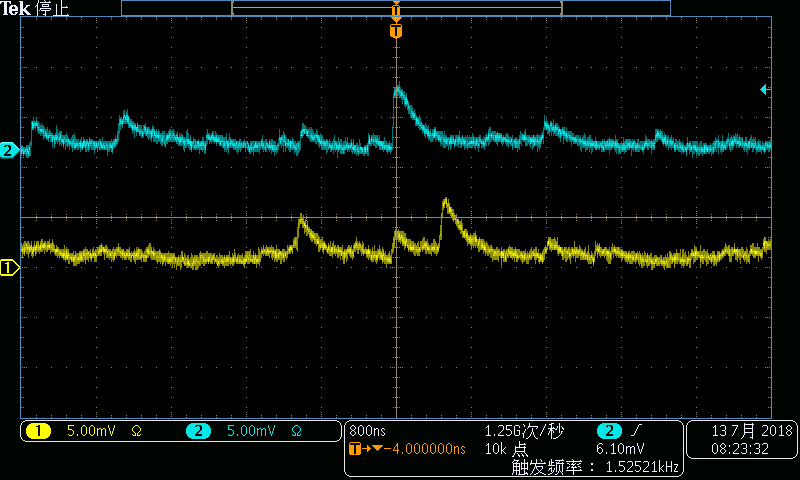 Tek 停止
T
T
2
1
1 5.00mV Ω 2 5.00mV Ω
800ns 1.25G次/秒 2
T→▼-4.000000ns 10k 点 6.10mV
触发频率： 1.52521kHz
13 7月 2018
08:23:32